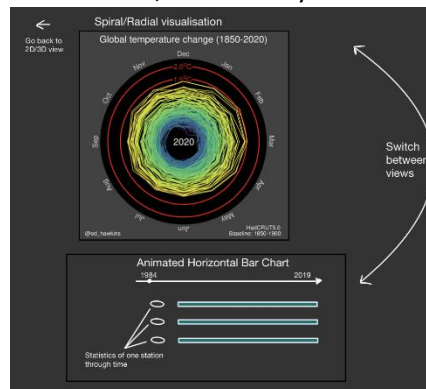 Spiral/Radial visualisation
Go back to
2D/3D view
Global temperature change (1850-2020)
Dec
Nov
Jan
2.0°C
1.5°C
Oct
Feb
Sep
2020
Mar
Aug
Apr
Jul
May
Jun
@ed_hawkins
HadCRUT5.0
Baseline: 1850-1900
Switch
between
views
Animated Horizontal Bar Chart
1984
2019
Statistics of one station
through time